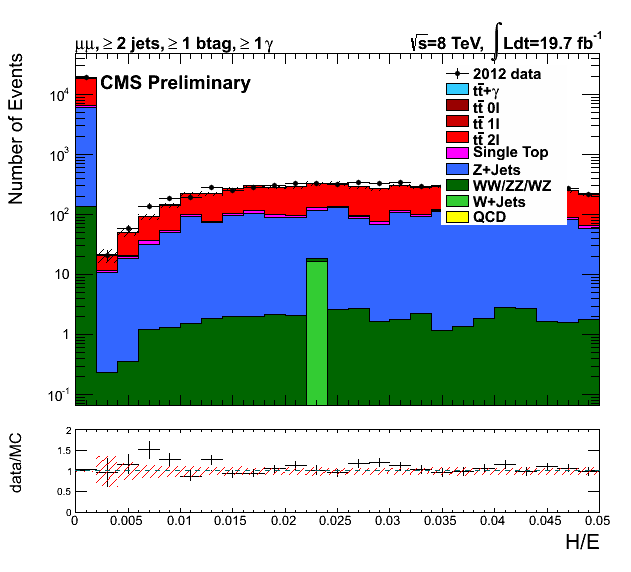 μμ, ≥ 2 jets, ≥ 1 btag, ≥ 1 γ
√s=8 TeV, ∫Ldt=19.7 fb⁻¹
Number of Events
CMS Preliminary
2012 data
tt̄+γ
tt̄ 0l
tt̄ 1l
tt̄ 2l
Single Top
Z+Jets
WW/ZZ/WZ
W+Jets
QCD
10⁴
10³
10²
10
1
10⁻¹
data/MC
2
1.5
1
0.5
0
0 0.005 0.01 0.015 0.02 0.025 0.03 0.035 0.04 0.045 0.05
H/E